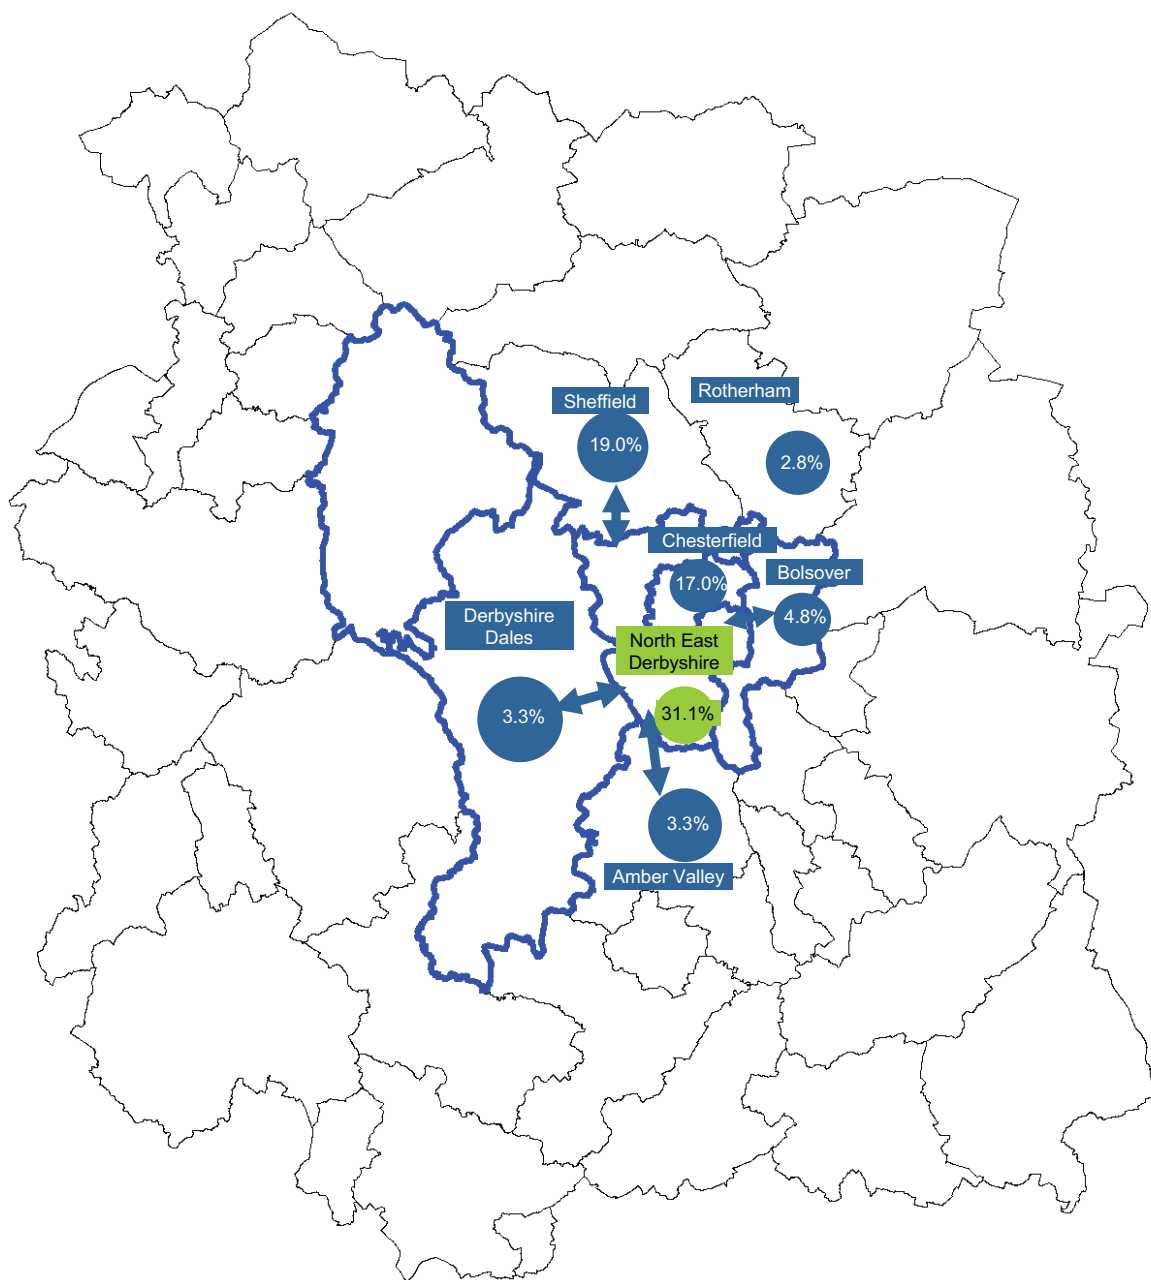 Rotherham
Sheffield
19.0%
2.8%
Chesterfield
Bolsover
17.0%
4.8%
Derbyshire
Dales
North East
Derbyshire
3.3%
31.1%
3.3%
Amber Valley